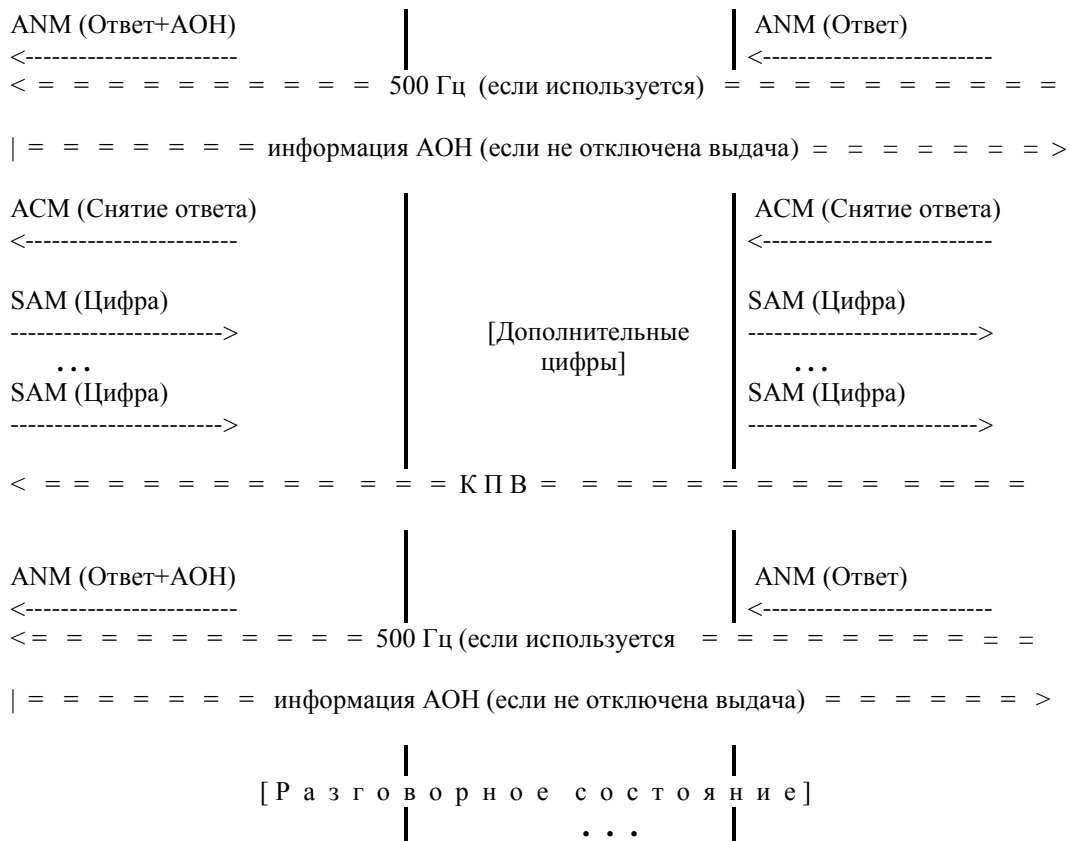 ANM (Ответ+АОН) ANM (Ответ)
<------------------------- <--------------------------
< = = = = = = = = = = = 500 Гц (если используется) = = = = = = = = = = =
| = = = = = = = информация АОН (если не отключена выдача) = = = = = = = >
ACM (Снятие ответа) ACM (Снятие ответа)
<------------------------- <--------------------------
SAM (Цифра) SAM (Цифра)
------------------------> [Дополнительные -------------------------->
. . . цифры] . . .
SAM (Цифра) SAM (Цифра)
------------------------> -------------------------->
< = = = = = = = = = = = = = К П В = = = = = = = = = = = = = =
ANM (Ответ+АОН) ANM (Ответ)
<------------------------- <--------------------------
< = = = = = = = = = = = 500 Гц (если используется = = = = = = = = = = =
| = = = = = = = информация АОН (если не отключена выдача) = = = = = = >
[ Р а з г о в о р н о е с о с т о я н и е ]
. . .